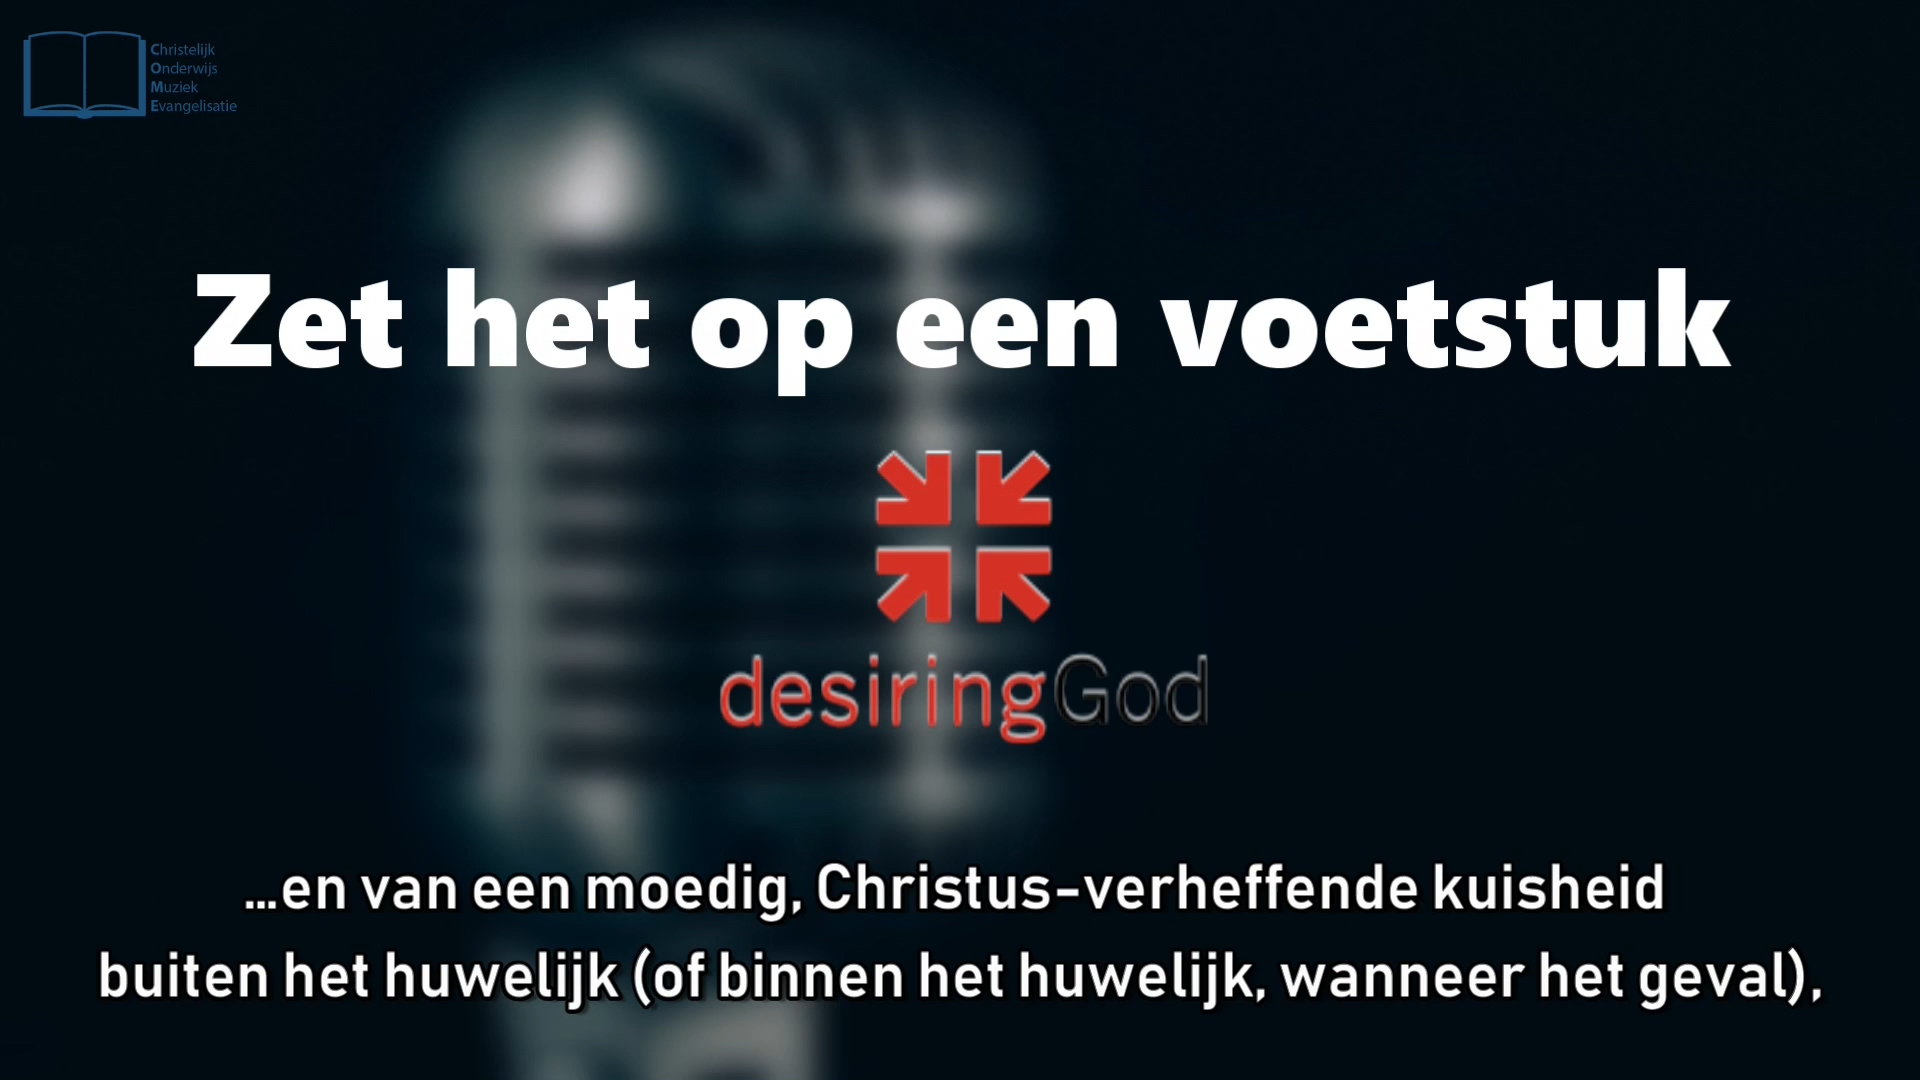 Christelijk
Onderwijs
Muziek
Evangelisatie
Zet het op een voetstuk
desiringGod
...en van een moedig, Christus-verheffende kuisheid
buiten het huwelijk (of binnen het huwelijk, wanneer het geval),